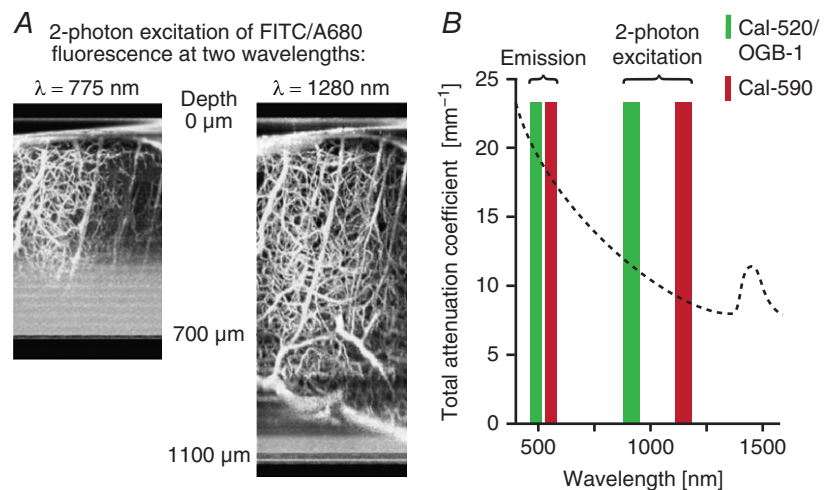 A 2-photon excitation of FITC/A680
fluorescence at two wavelengths:
λ = 775 nm
λ = 1280 nm
Depth
0 µm
700 µm
1100 µm
B
Cal-520/
OGB-1
Cal-590
Emission
2-photon
excitation
Total attenuation coefficient [mm⁻¹]
25
20
15
10
5
0
500
1000
1500
Wavelength [nm]